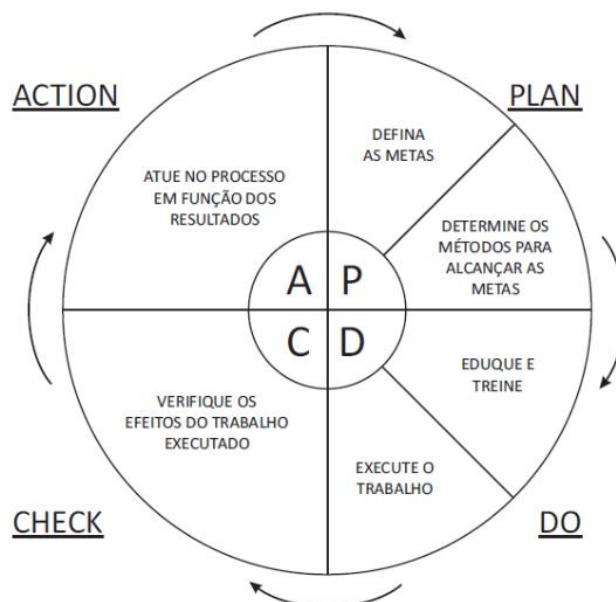 ACTION
PLAN
DEFINA
AS METAS
ATUE NO PROCESSO
EM FUNÇÃO DOS
RESULTADOS
DETERMINE OS
MÉTODOS PARA
ALCANÇAR AS
METAS
A P
C D
EDUQUE E
TREINE
VERIFIQUE OS
EFEITOS DO TRABALHO
EXECUTADO
EXECUTE O
TRABALHO
CHECK
DO